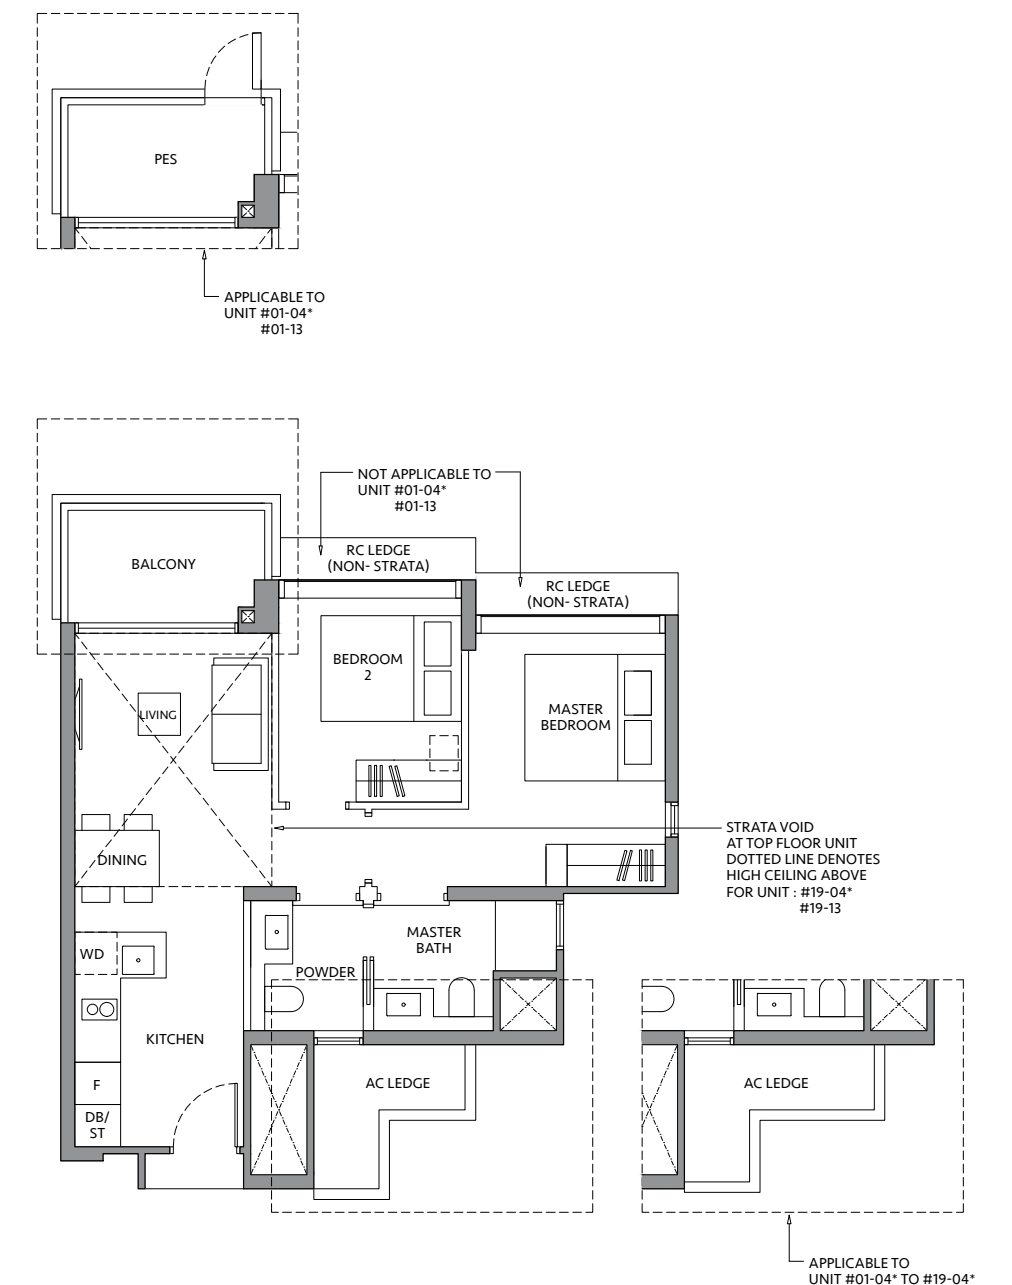 PES
APPLICABLE TO
UNIT #01-04*
#01-13
NOT APPLICABLE TO
UNIT #01-04*
#01-13
RC LEDGE
(NON- STRATA)
RC LEDGE
(NON- STRATA)
BALCONY
BEDROOM
2
MASTER
BEDROOM
LIVING
DINING
STRATA VOID
AT TOP FLOOR UNIT
DOTTED LINE DENOTES
HIGH CEILING ABOVE
FOR UNIT : #19-04*
#19-13
MASTER
BATH
WD
POWDER
KITCHEN
F
DB/
ST
AC LEDGE
AC LEDGE
APPLICABLE TO
UNIT #01-04* TO #19-04*